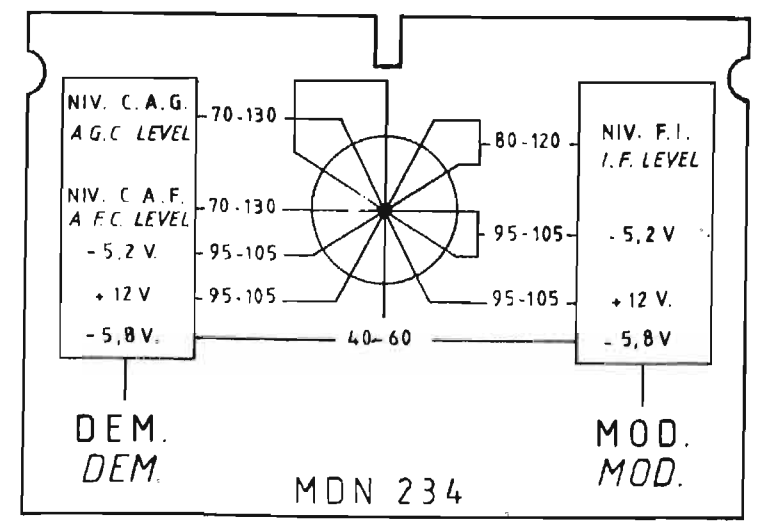 NIV. C.A.G.
A G.C LEVEL
70-130
NIV. C A.F.
A F.C. LEVEL
70-130
- 5,2 V.
95-105
+ 12 V
95-105
- 5,8 V.
40-60
80-120
NIV. F.I.
I.F. LEVEL
95-105
- 5,2 V
95-105
+ 12 V.
- 5,8 V
DEM.
DEM.
MOD.
MOD.
MDN 234